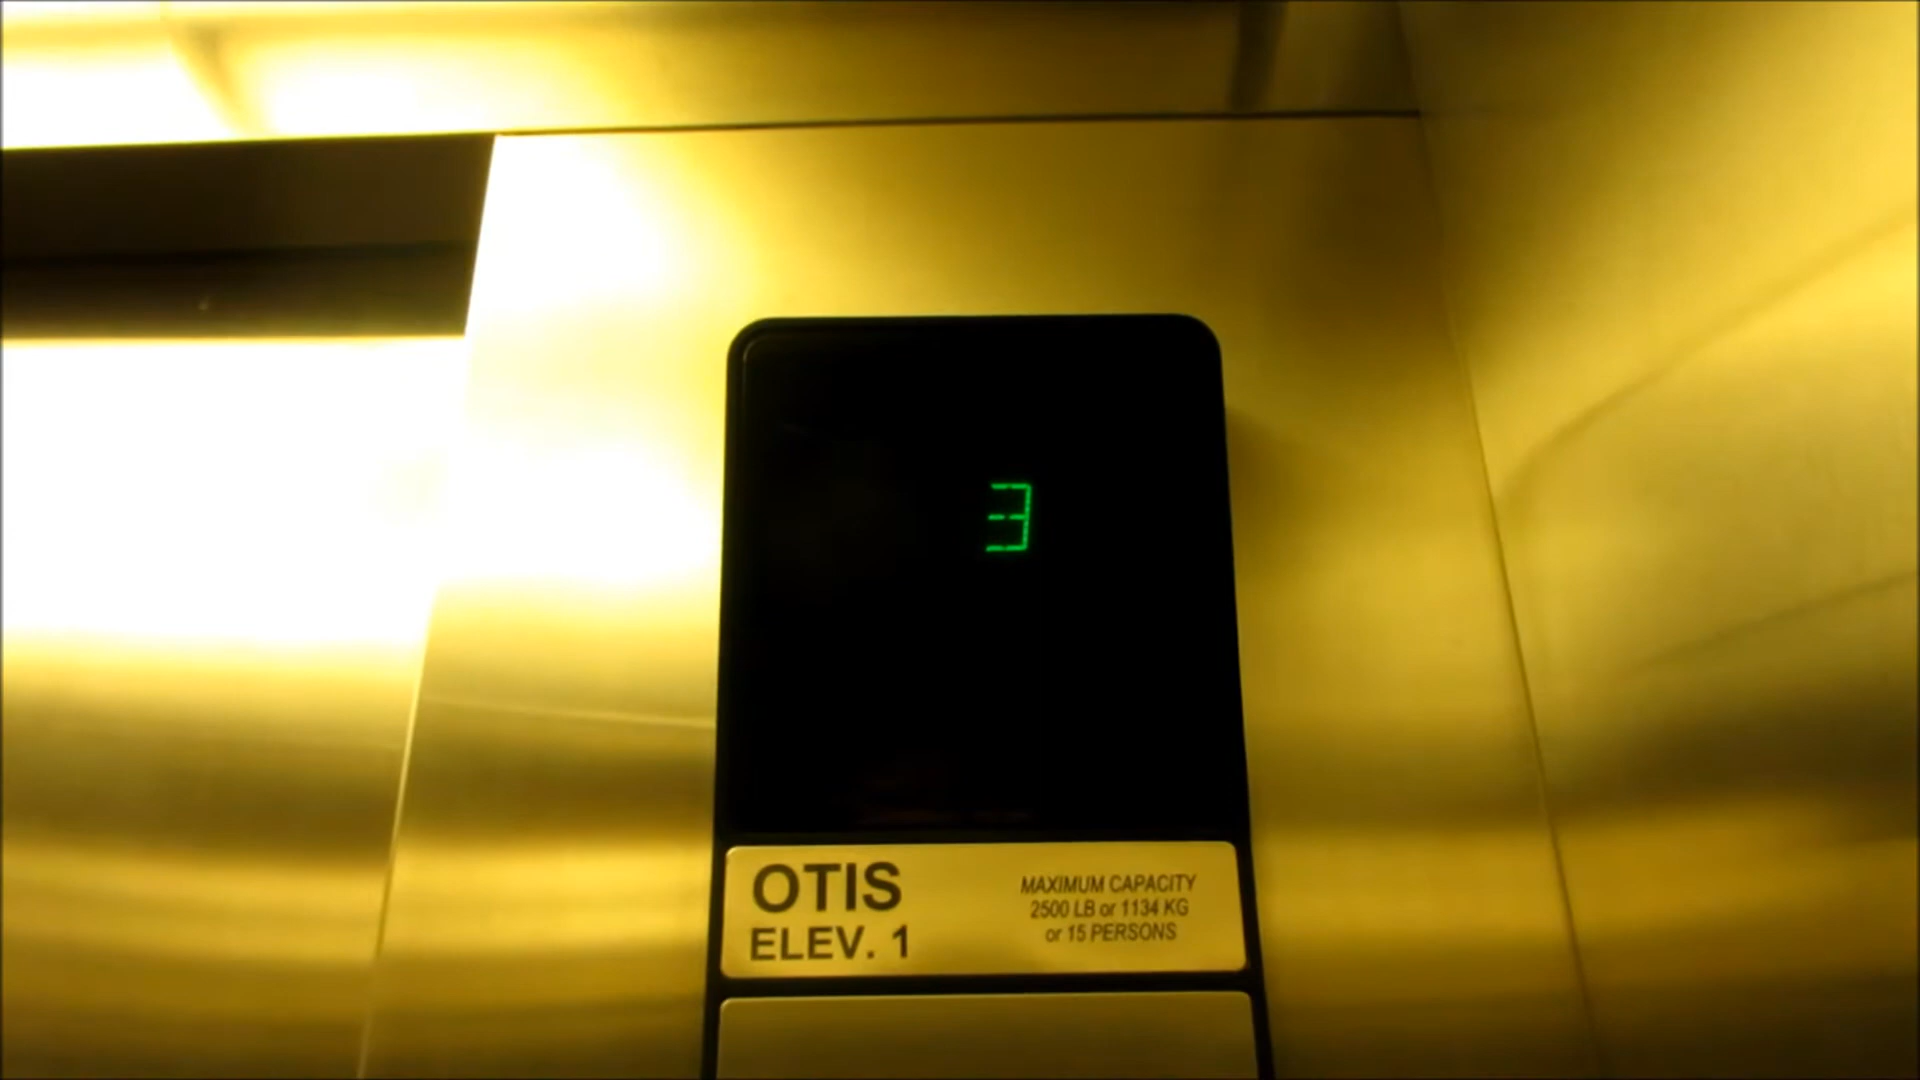 3
OTIS
ELEV. 1
MAXIMUM CAPACITY
2500 LB or 1134 KG
or 15 PERSONS